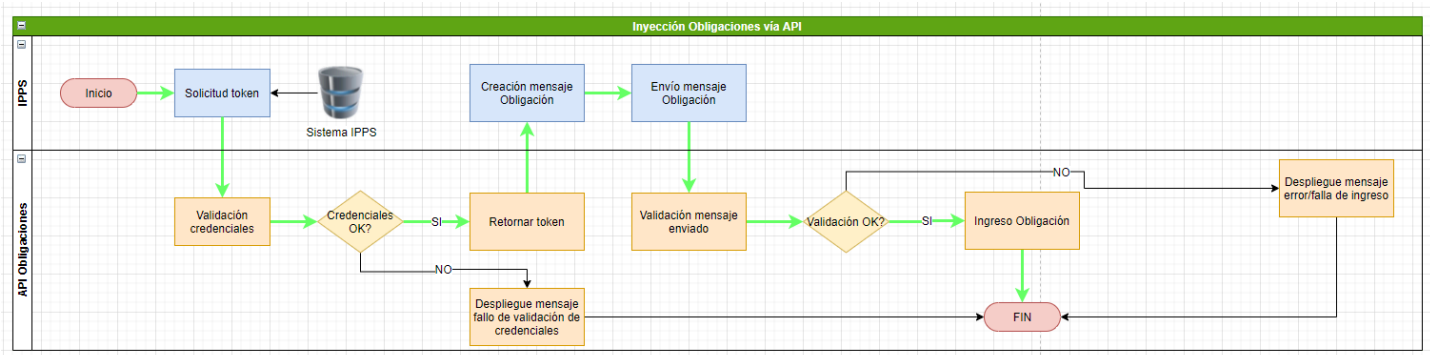 Inyección Obligaciones vía API
IPPS
Inicio
Solicitud token
Sistema IPPS
Creación mensaje
Obligación
Envío mensaje
Obligación
API Obligaciones
Validación
credenciales
Credenciales
OK?
SI
Retornar token
NO
Despliegue mensaje
fallo de validación de
credenciales
Validación mensaje
enviado
Validación OK?
SI
Ingreso Obligación
NO
Despliegue mensaje
error/falla de ingreso
FIN